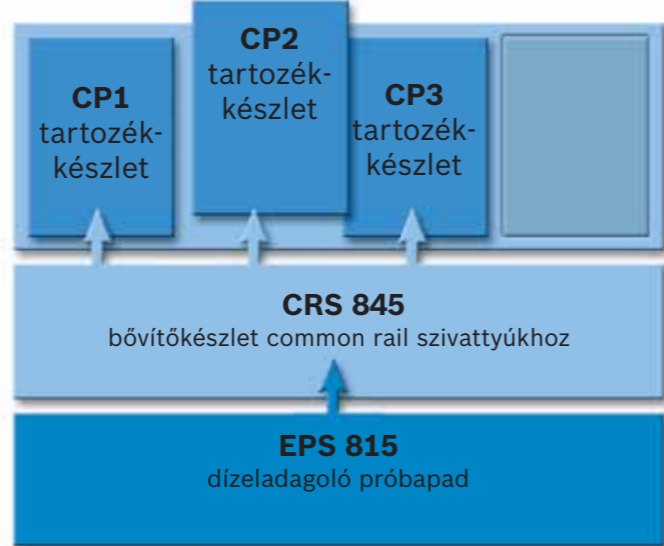 CP1
tartozék-
készlet
CP2
tartozék-
készlet
CP3
tartozék-
készlet
CRS 845
bővítőkészlet common rail szivattyúkhoz
EPS 815
dízeladagoló próbapad